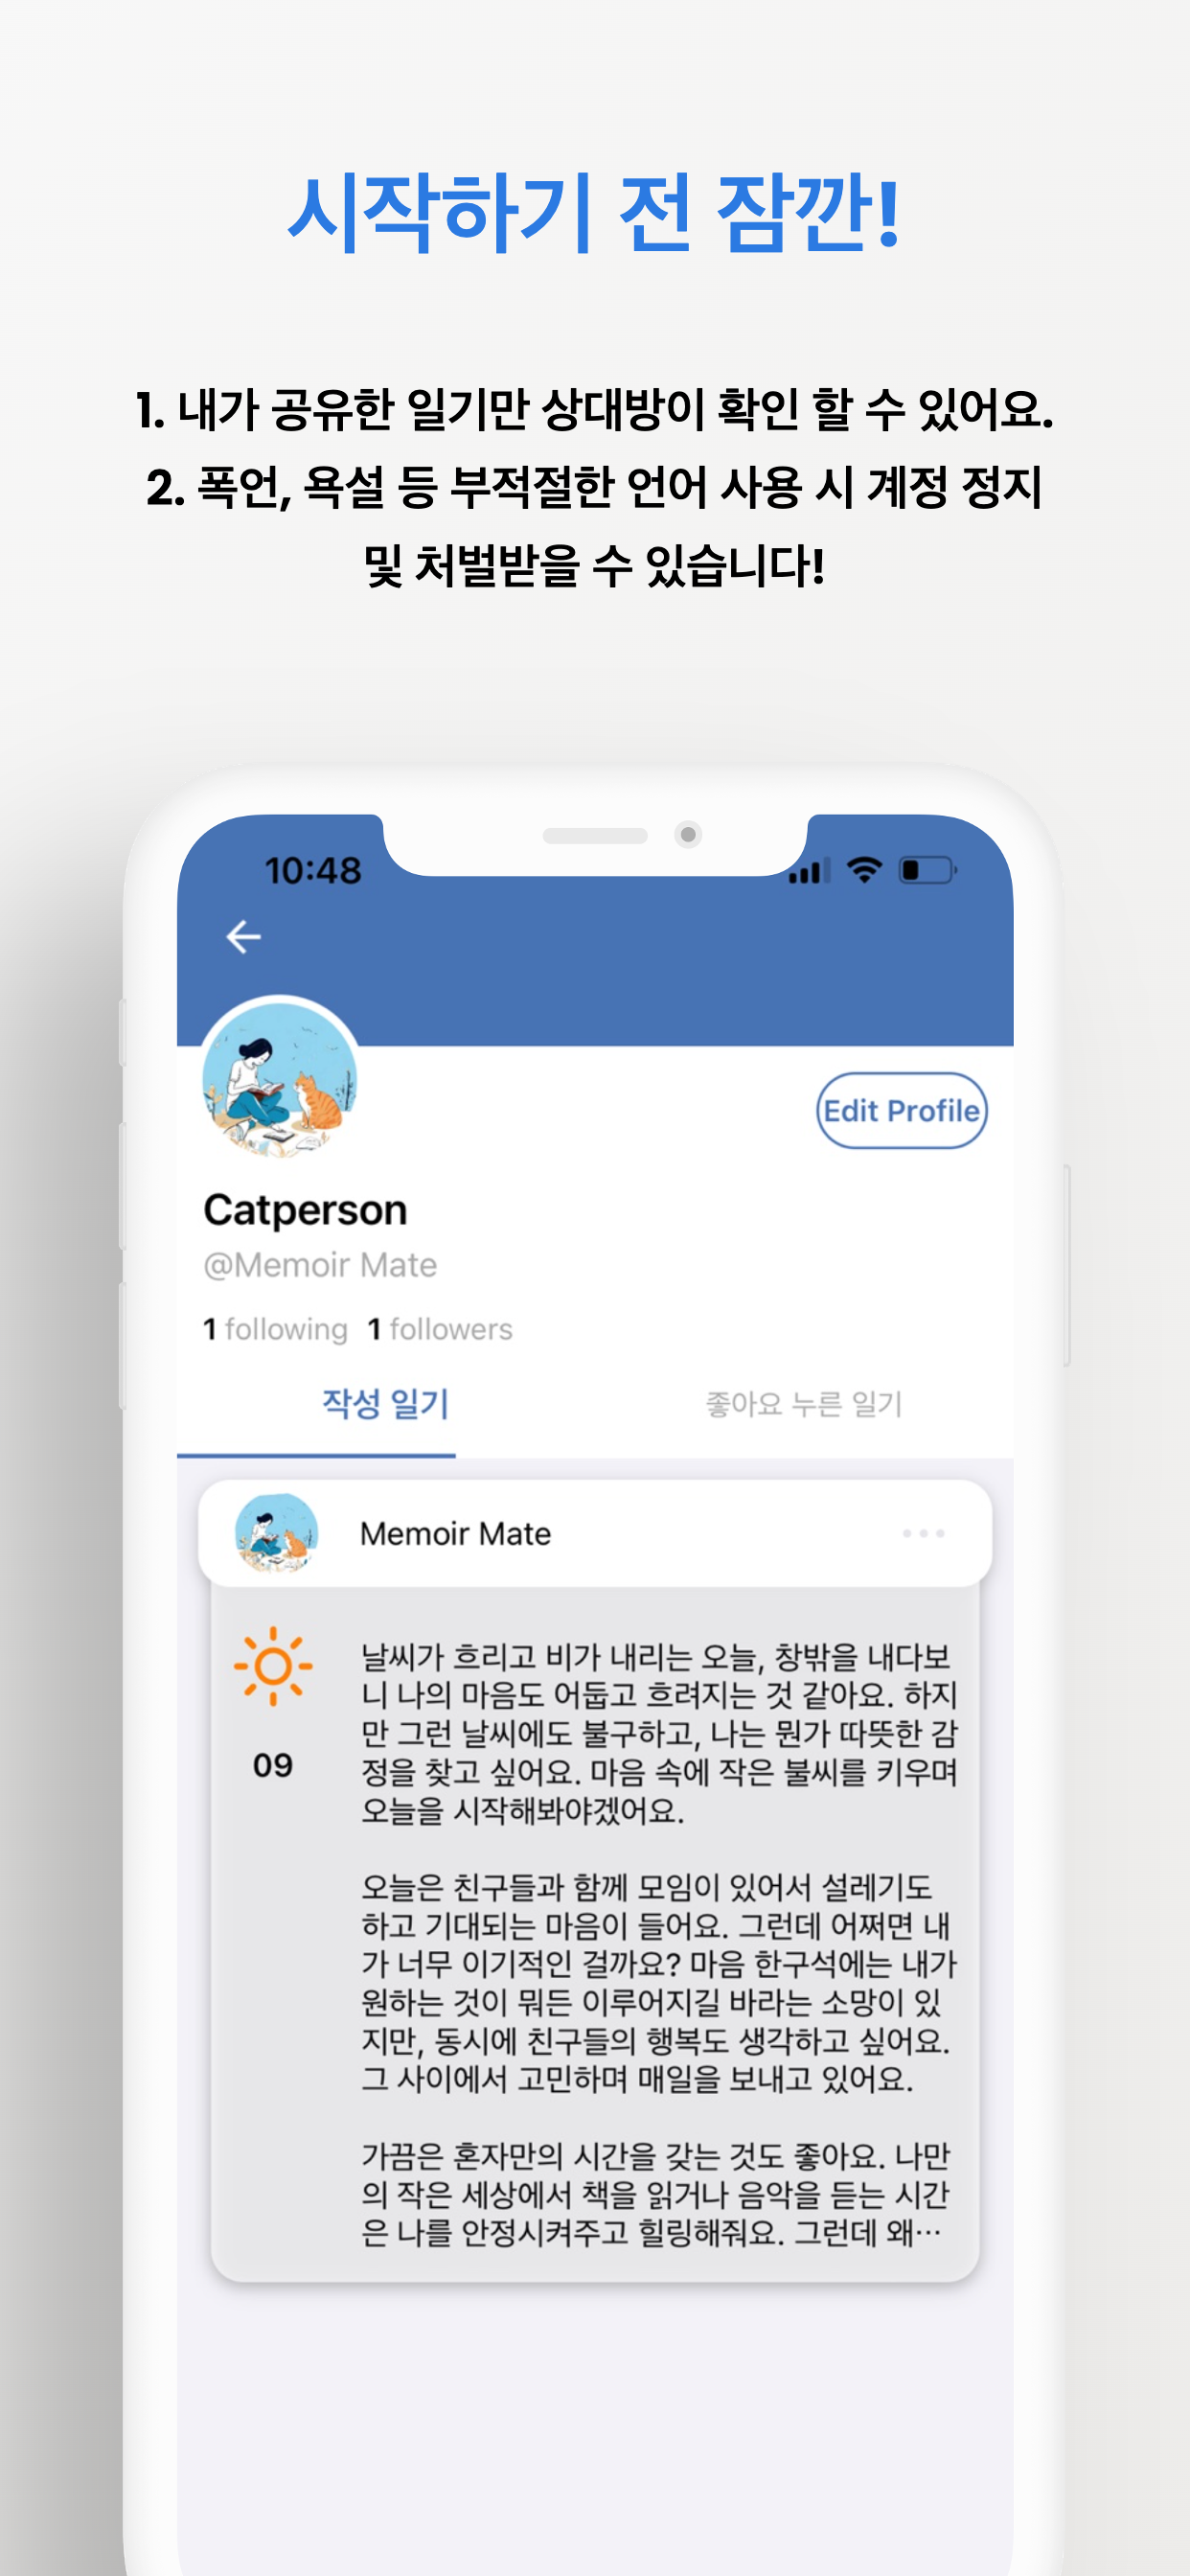 시작하기 전 잠깐!
1. 내가 공유한 일기만 상대방이 확인 할 수 있어요.
2. 폭언, 욕설 등 부적절한 언어 사용 시 계정 정지
및 처벌받을 수 있습니다!
10:48
Edit Profile
Catperson
@Memoir Mate
1 following 1 followers
작성 일기
좋아요 누른 일기
Memoir Mate
09
날씨가 흐리고 비가 내리는 오늘, 창밖을 내다보
니 나의 마음도 어둡고 흐려지는 것 같아요. 하지
만 그런 날씨에도 불구하고, 나는 뭔가 따뜻한 감
정을 찾고 싶어요. 마음 속에 작은 불씨를 키우며
오늘을 시작해봐야겠어요.
오늘은 친구들과 함께 모임이 있어서 설레기도
하고 기대되는 마음이 들어요. 그런데 어쩌면 내
가 너무 이기적인 걸까요? 마음 한구석에는 내가
원하는 것이 뭐든 이루어지길 바라는 소망이 있
지만, 동시에 친구들의 행복도 생각하고 싶어요.
그 사이에서 고민하며 매일을 보내고 있어요.
가끔은 혼자만의 시간을 갖는 것도 좋아요. 나만
의 작은 세상에서 책을 읽거나 음악을 듣는 시간
은 나를 안정시켜주고 힐링해줘요. 그런데 왜…